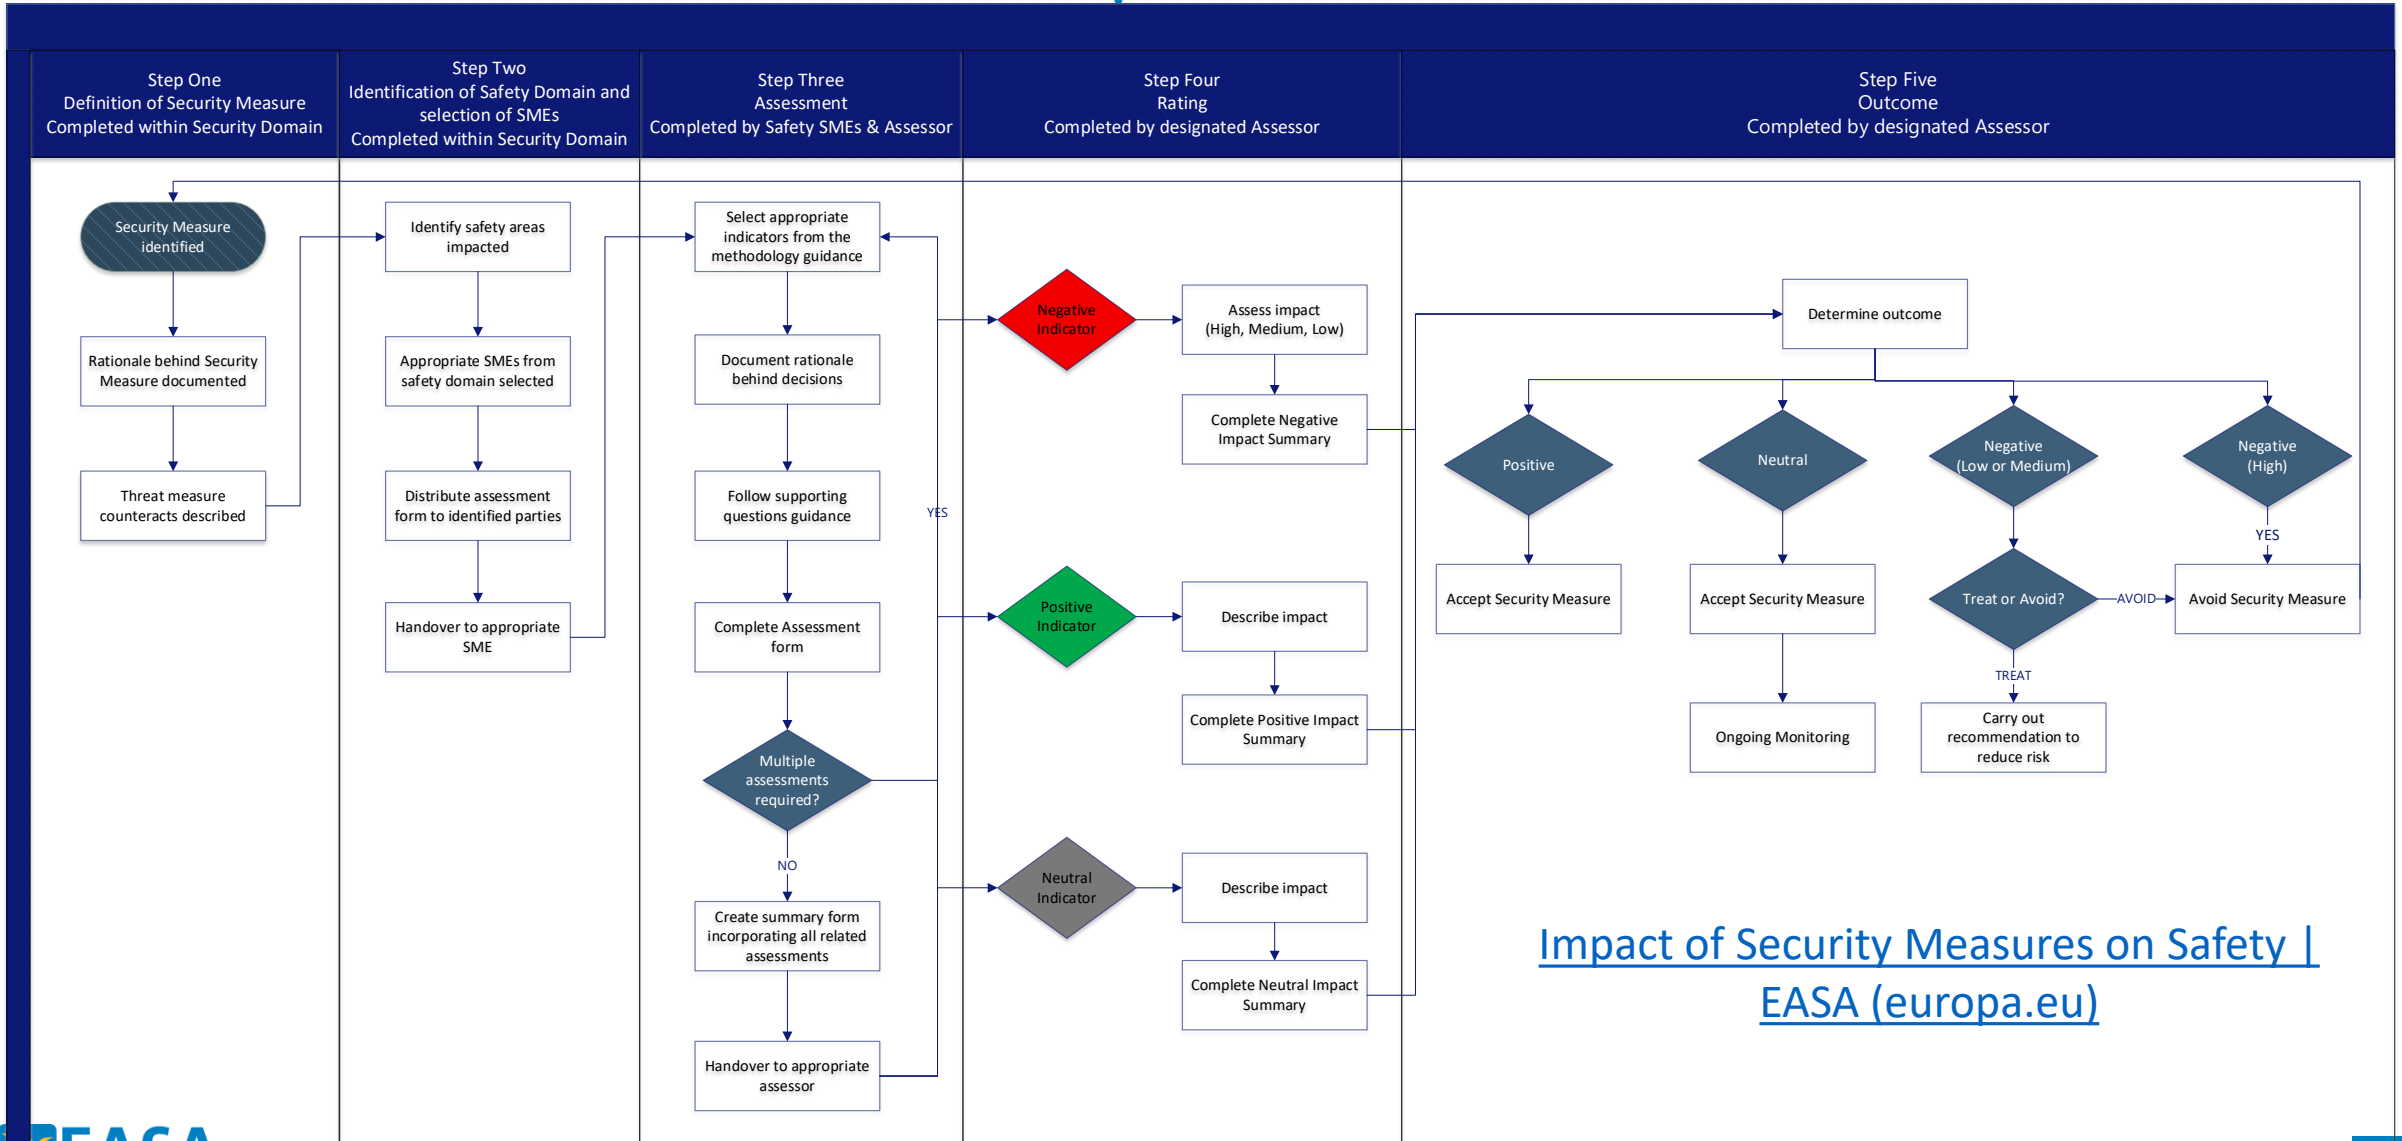 Step One
Definition of Security Measure
Completed within Security Domain
Step Two
Identification of Safety Domain and
selection of SMEs
Completed within Security Domain
Step Three
Assessment
Completed by Safety SMEs & Assessor
Step Four
Rating
Completed by designated Assessor
Step Five
Outcome
Completed by designated Assessor
Security Measure
identified
Rationale behind Security
Measure documented
Threat measure
counteracts described
Identify safety areas
impacted
Appropriate SMEs from
safety domain selected
Distribute assessment
form to identified parties
Handover to appropriate
SME
Select appropriate
indicators from the
methodology guidance
Document rationale
behind decisions
Follow supporting
questions guidance
Complete Assessment
form
Multiple
assessments
required?
YES
NO
Create summary form
incorporating all related
assessments
Handover to appropriate
assessor
Negative
Indicator
Assess impact
(High, Medium, Low)
Complete Negative
Impact Summary
Positive
Indicator
Describe impact
Complete Positive Impact
Summary
Neutral
Indicator
Describe impact
Complete Neutral Impact
Summary
Determine outcome
Positive
Accept Security Measure
Neutral
Accept Security Measure
Ongoing Monitoring
Negative
(Low or Medium)
Treat or Avoid?
AVOID
TREAT
Carry out
recommendation to
reduce risk
Negative
(High)
YES
Avoid Security Measure
Impact of Security Measures on Safety |
EASA (europa.eu)
EASA